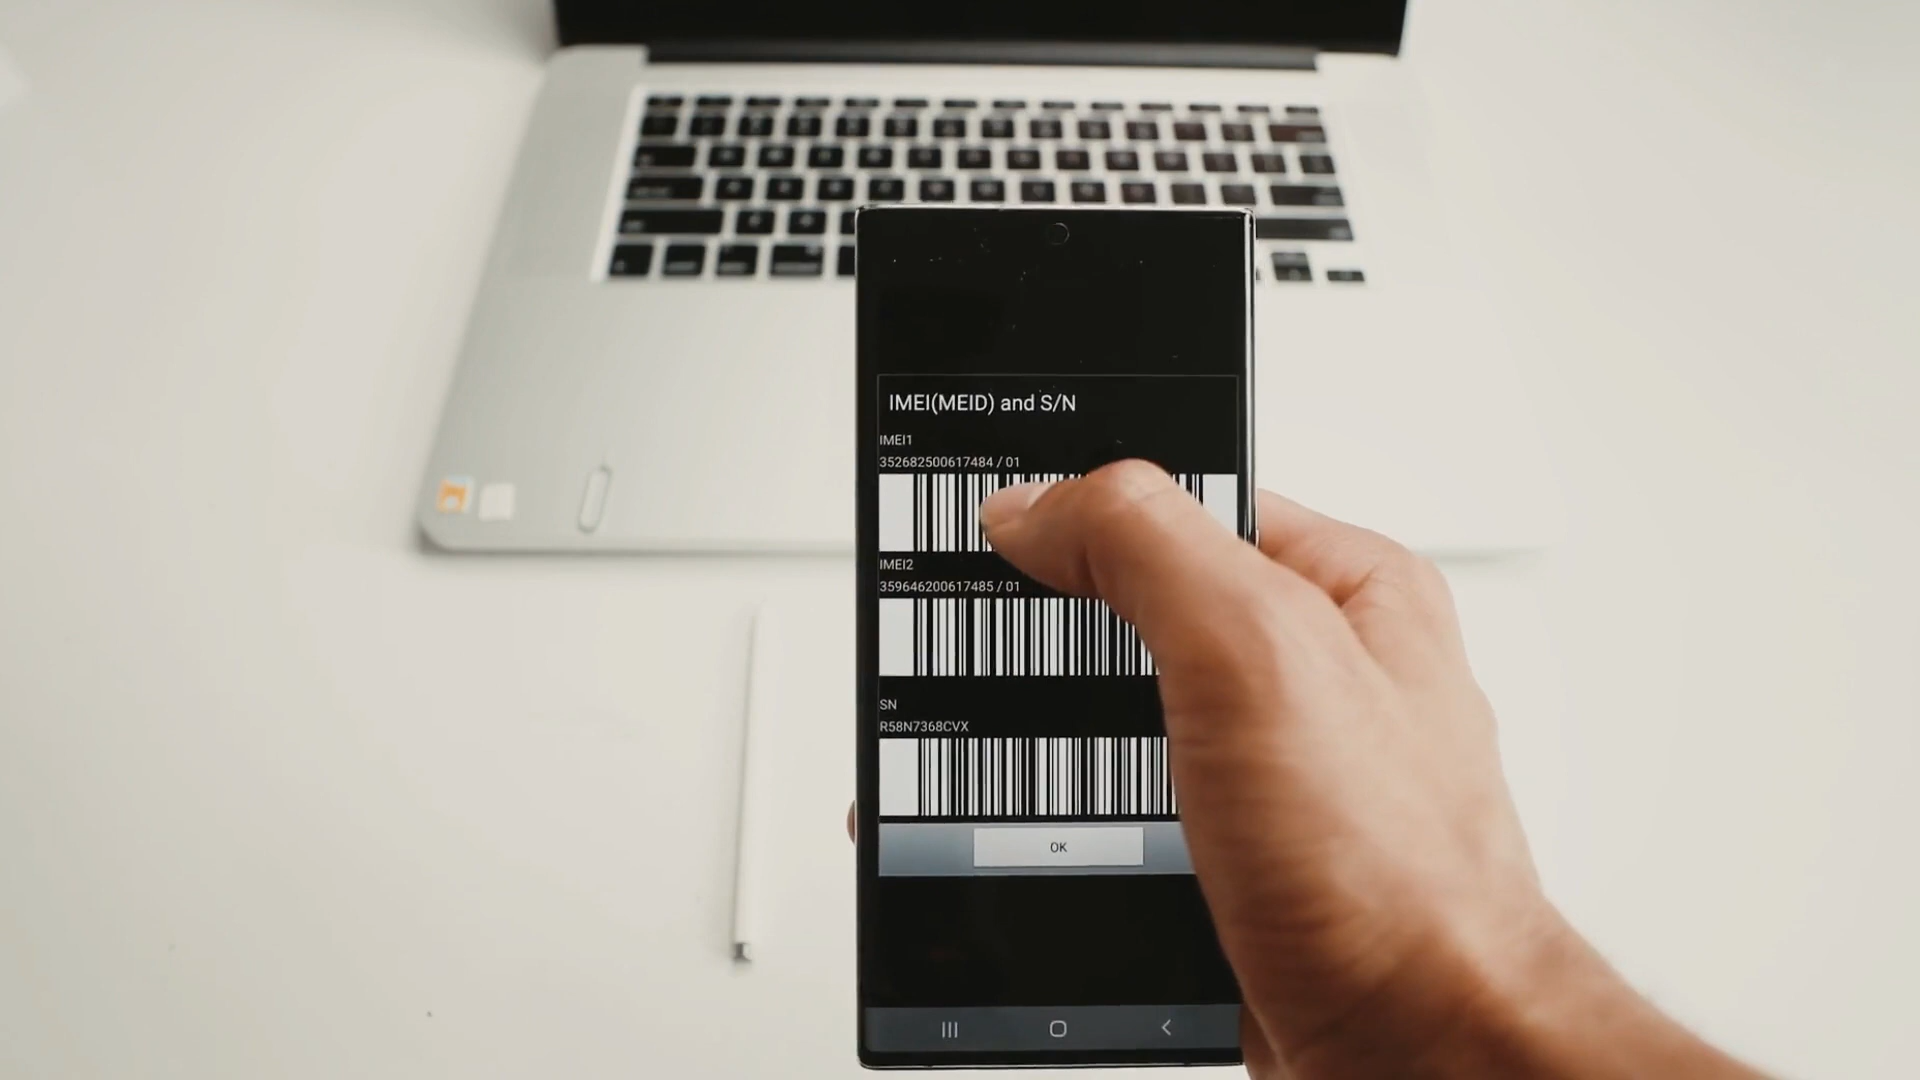 IMEI(MEID) and S/N
IMEI1
352682500617484 / 01
IMEI2
359646200617485 / 01
SN
R58N7368CVX
OK